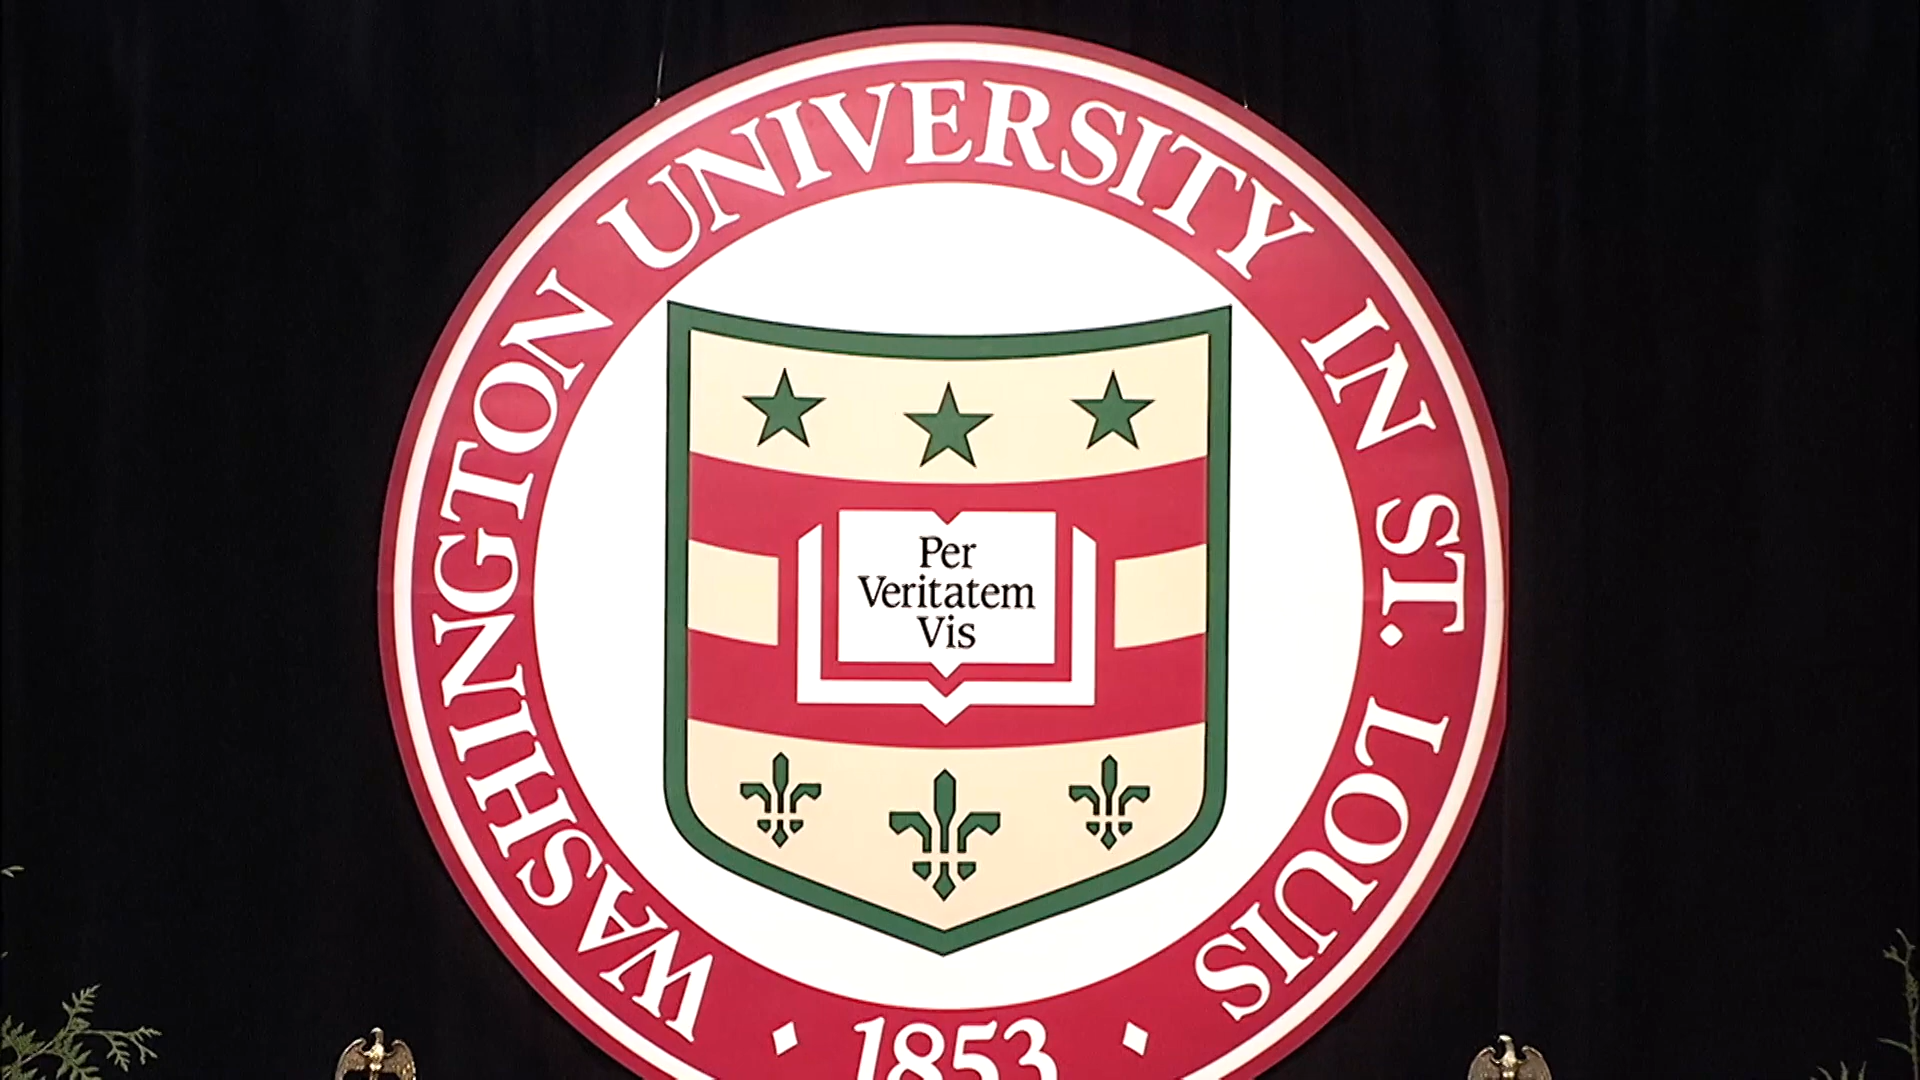 WASHINGTON UNIVERSITY IN ST. LOUIS
Per
Veritatem
Vis
1853